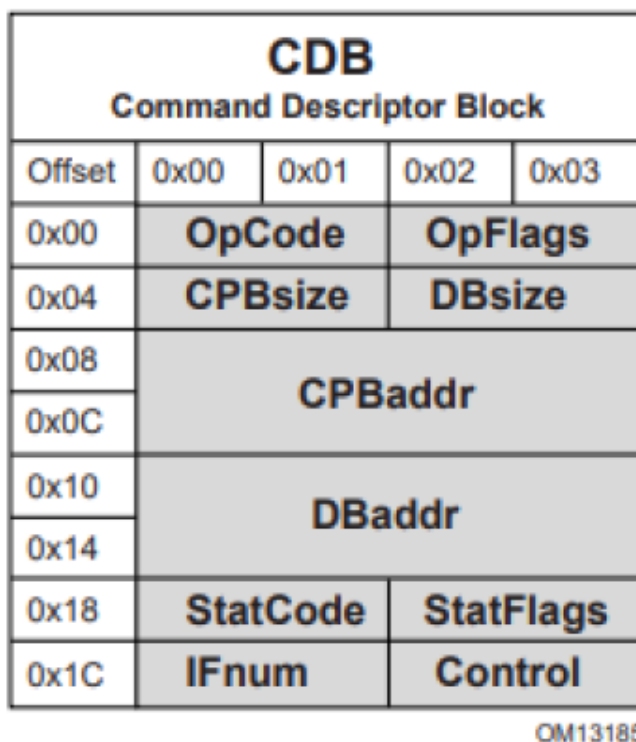 CDB
Command Descriptor Block
Offset 0x00 0x01 0x02 0x03
0x00 OpCode OpFlags
0x04 CPBsize DBsize
0x08
CPBaddr
0x0C
0x10
DBaddr
0x14
0x18 StatCode StatFlags
0x1C IFnum Control
OM13185